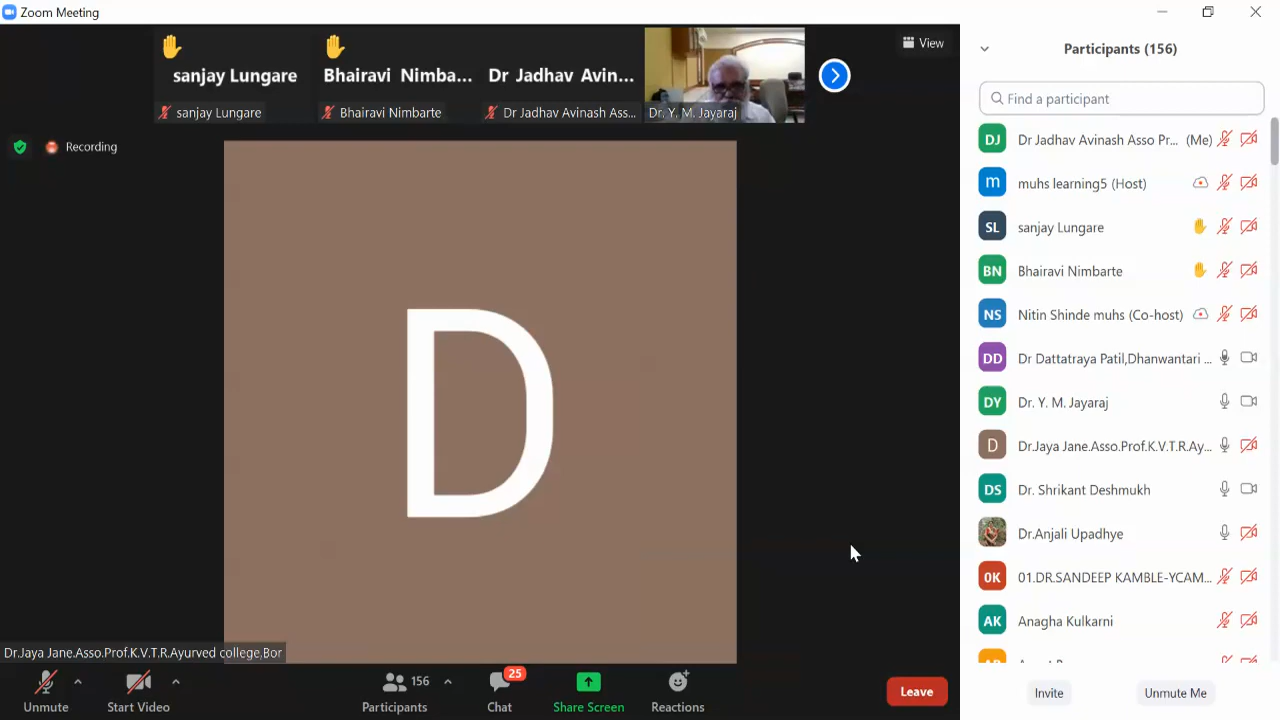 Zoom Meeting
sanjay Lungare
Bhairavi Nimba...
Dr Jadhav Avin...
sanjay Lungare
Bhairavi Nimbarte
Dr Jadhav Avinash Ass...
Dr. Y. M. Jayaraj
View
Recording
D
Dr.Jaya Jane.Asso.Prof.K.V.T.R.Ayurved college,Bor
Unmute
Start Video
156
Participants
25
Chat
Share Screen
Reactions
Leave
Participants (156)
Find a participant
DJ Dr Jadhav Avinash Asso Pr... (Me)
m muhs learning5 (Host)
SL sanjay Lungare
BN Bhairavi Nimbarte
NS Nitin Shinde muhs (Co-host)
DD Dr Dattatraya Patil,Dhanwantari ...
DY Dr. Y. M. Jayaraj
D Dr.Jaya Jane.Asso.Prof.K.V.T.R.Ay...
DS Dr. Shrikant Deshmukh
Dr.Anjali Upadhye
0K 01.DR.SANDEEP KAMBLE-YCAM...
AK Anagha Kulkarni
Invite
Unmute Me